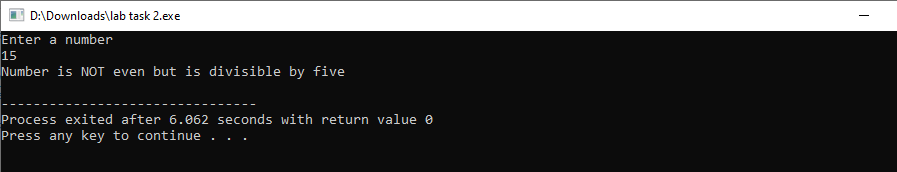 D:\Downloads\lab task 2.exe
Enter a number
15
Number is NOT even but is divisible by five
--------------------------------
Process exited after 6.062 seconds with return value 0
Press any key to continue . . .